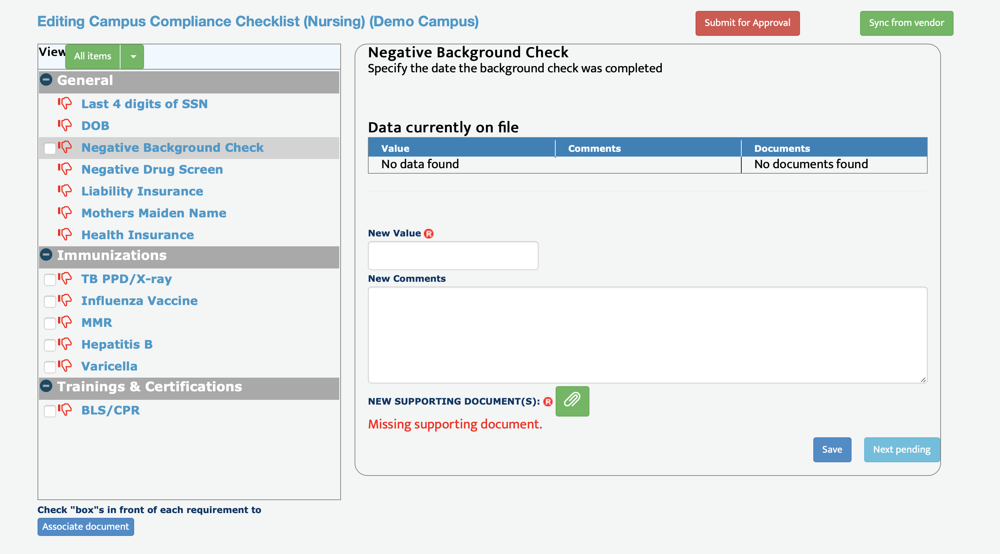 Editing Campus Compliance Checklist (Nursing) (Demo Campus)
Submit for Approval
Sync from vendor
View
All items
General
Last 4 digits of SSN
DOB
Negative Background Check
Negative Drug Screen
Liability Insurance
Mothers Maiden Name
Health Insurance
Immunizations
TB PPD/X-ray
Influenza Vaccine
MMR
Hepatitis B
Varicella
Trainings & Certifications
BLS/CPR
Check "box"s in front of each requirement to
Associate document
Negative Background Check
Specify the date the background check was completed
Data currently on file
Value Comments Documents
No data found No documents found
New Value R
New Comments
NEW SUPPORTING DOCUMENT(S): R
Missing supporting document.
Save
Next pending